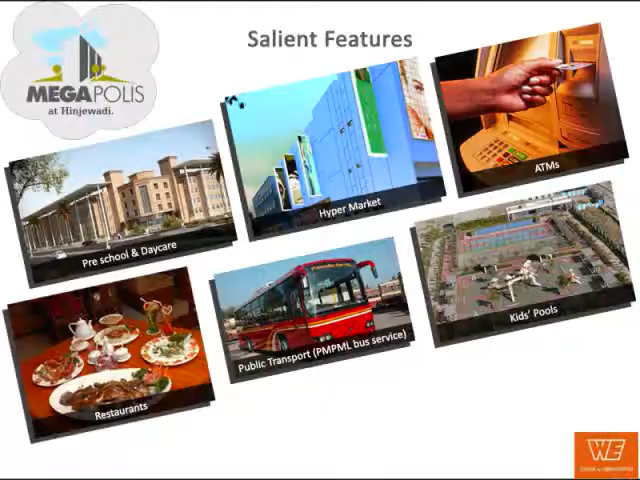 Salient Features
MEGAPOLIS
at Hinjewadi.
Pre school & Daycare
Hyper Market
ATMs
Restaurants
Public Transport (PMPML bus service)
Kids' Pools
WE